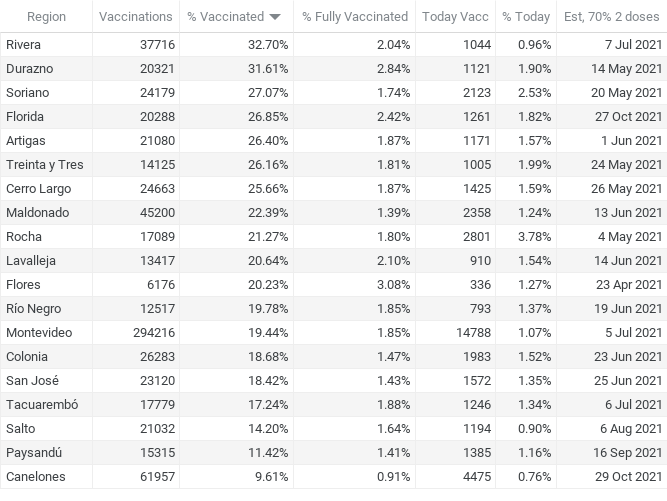 Region Vaccinations % Vaccinated % Fully Vaccinated Today Vacc % Today Est, 70% 2 doses
Rivera 37716 32.70% 2.04% 1044 0.96% 7 Jul 2021
Durazno 20321 31.61% 2.84% 1121 1.90% 14 May 2021
Soriano 24179 27.07% 1.74% 2123 2.53% 20 May 2021
Florida 20288 26.85% 2.42% 1261 1.82% 27 Oct 2021
Artigas 21080 26.40% 1.87% 1171 1.57% 1 Jun 2021
Treinta y Tres 14125 26.16% 1.81% 1005 1.99% 24 May 2021
Cerro Largo 24663 25.66% 1.87% 1425 1.59% 26 May 2021
Maldonado 45200 22.39% 1.39% 2358 1.24% 13 Jun 2021
Rocha 17089 21.27% 1.80% 2801 3.78% 4 May 2021
Lavalleja 13417 20.64% 2.10% 910 1.54% 14 Jun 2021
Flores 6176 20.23% 3.08% 336 1.27% 23 Apr 2021
Río Negro 12517 19.78% 1.85% 793 1.37% 19 Jun 2021
Montevideo 294216 19.44% 1.85% 14788 1.07% 5 Jul 2021
Colonia 26283 18.68% 1.47% 1983 1.52% 23 Jun 2021
San José 23120 18.42% 1.43% 1572 1.35% 25 Jun 2021
Tacuarembó 17779 17.24% 1.88% 1246 1.34% 6 Jul 2021
Salto 21032 14.20% 1.64% 1194 0.90% 6 Aug 2021
Paysandú 15315 11.42% 1.41% 1385 1.16% 16 Sep 2021
Canelones 61957 9.61% 0.91% 4475 0.76% 29 Oct 2021